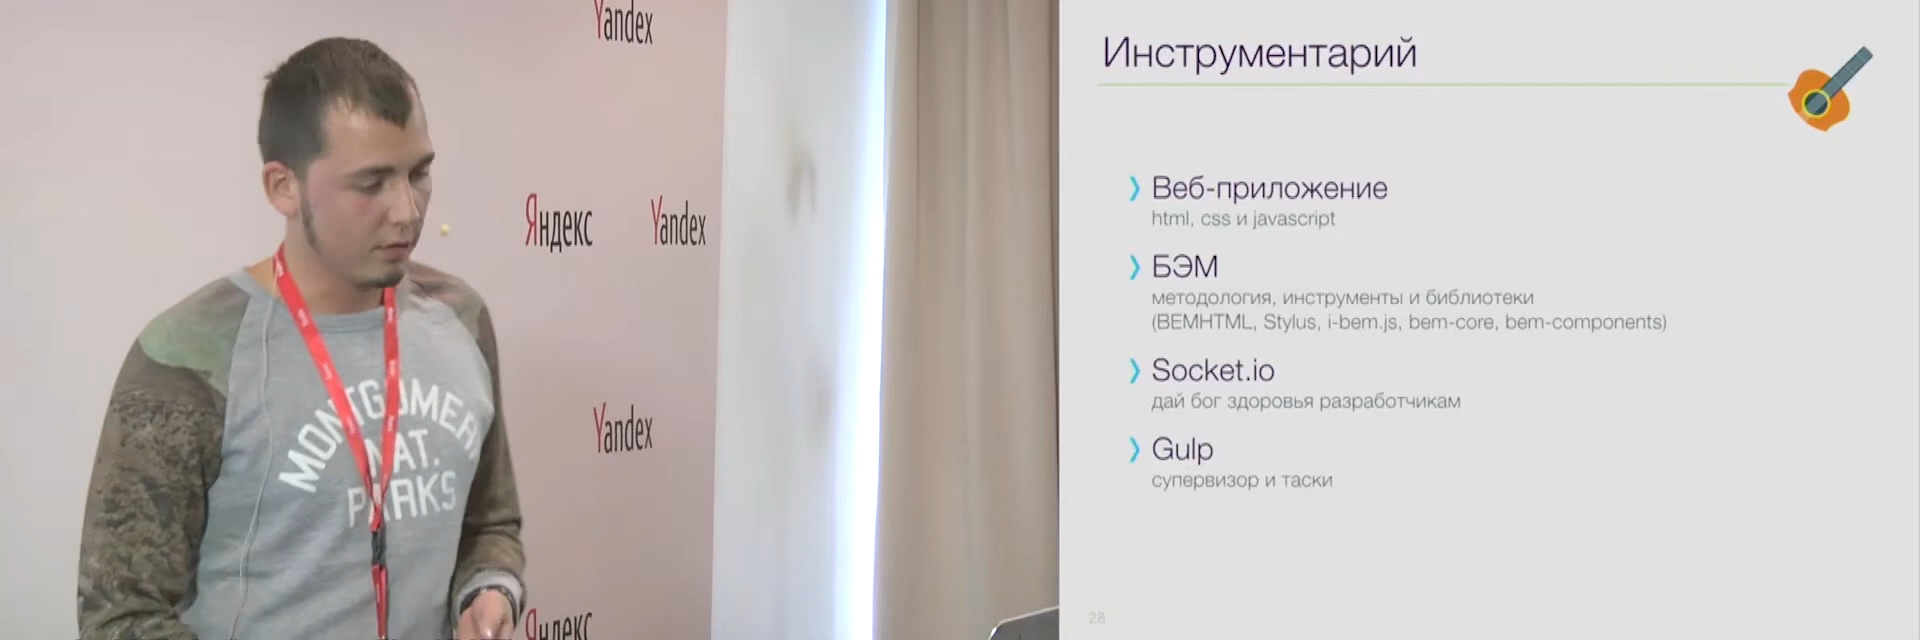 Yandex
Яндекс
Yandex
Yandex
Яндекс
MONTGOMERY
NAT.
PARKS
Инструментарий
Веб-приложение
html, css и javascript
БЭМ
методология, инструменты и библиотеки
(BEMHTML, Stylus, i-bem.js, bem-core, bem-components)
Socket.io
дай бог здоровья разработчикам
Gulp
супервизор и таски
28